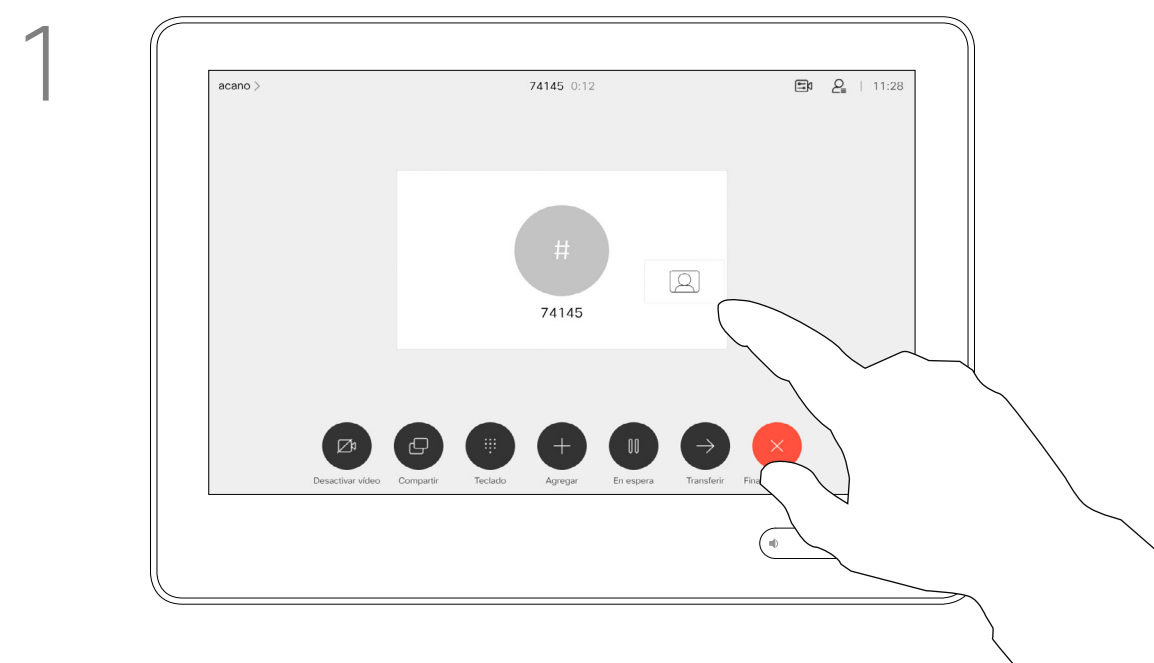 1
acano >
74145 0:12
11:28
#
74145
Desactivar vídeo
Compartir
Teclado
Agregar
En espera
Transferir